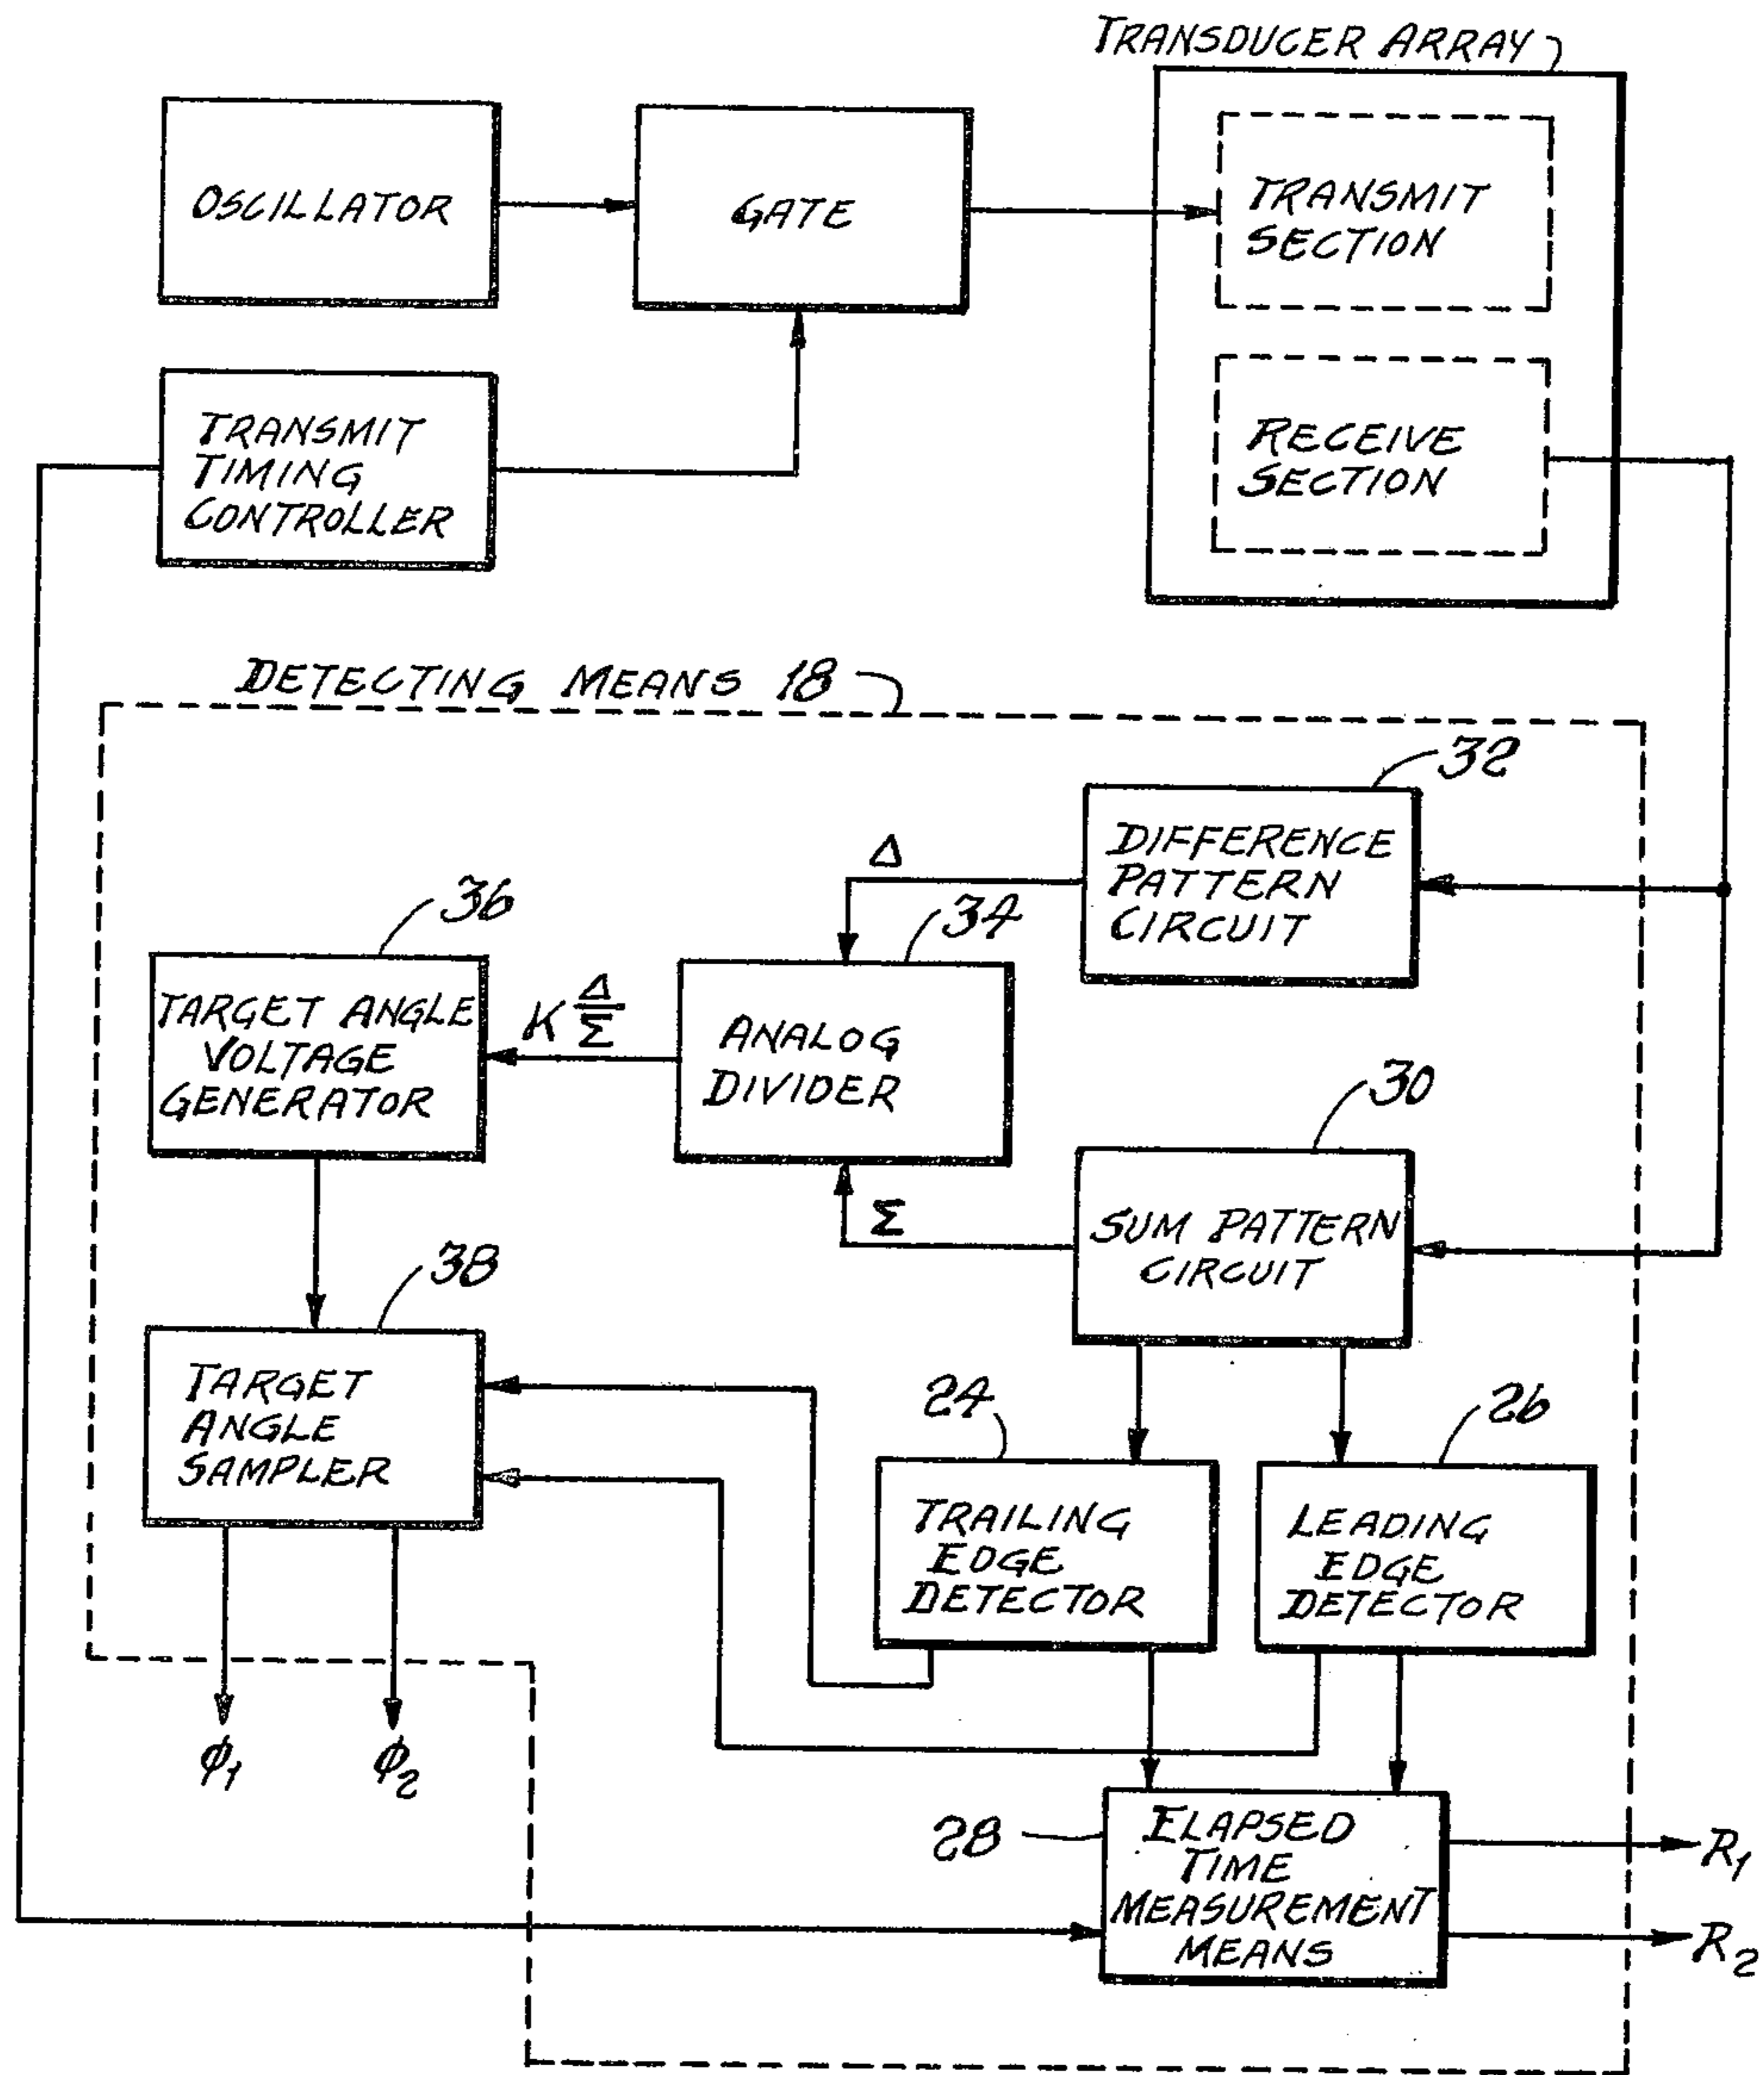 TRANSDUCER ARRAY
OSCILLATOR
GATE
TRANSMIT
SECTION
TRANSMIT
TIMING
CONTROLLER
RECEIVE
SECTION
DETECTING MEANS 18
32
DIFFERENCE
PATTERN
CIRCUIT
Δ
36
34
TARGET ANGLE
VOLTAGE
GENERATOR
K Δ/Σ
ANALOG
DIVIDER
30
Σ
SUM PATTERN
CIRCUIT
38
TARGET
ANGLE
SAMPLER
24
26
TRAILING
EDGE
DETECTOR
LEADING
EDGE
DETECTOR
ϕ1
ϕ2
28
ELAPSED
TIME
MEASUREMENT
MEANS
R1
R2